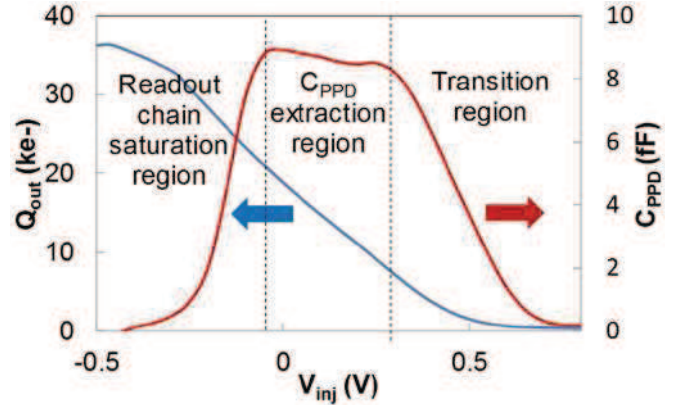 40
30
20
10
0
Q_out (ke-)
Readout
chain
saturation
region
C_PPD
extraction
region
Transition
region
10
8
6
4
2
0
C_PPD (fF)
-0.5
0
0.5
V_inj (V)